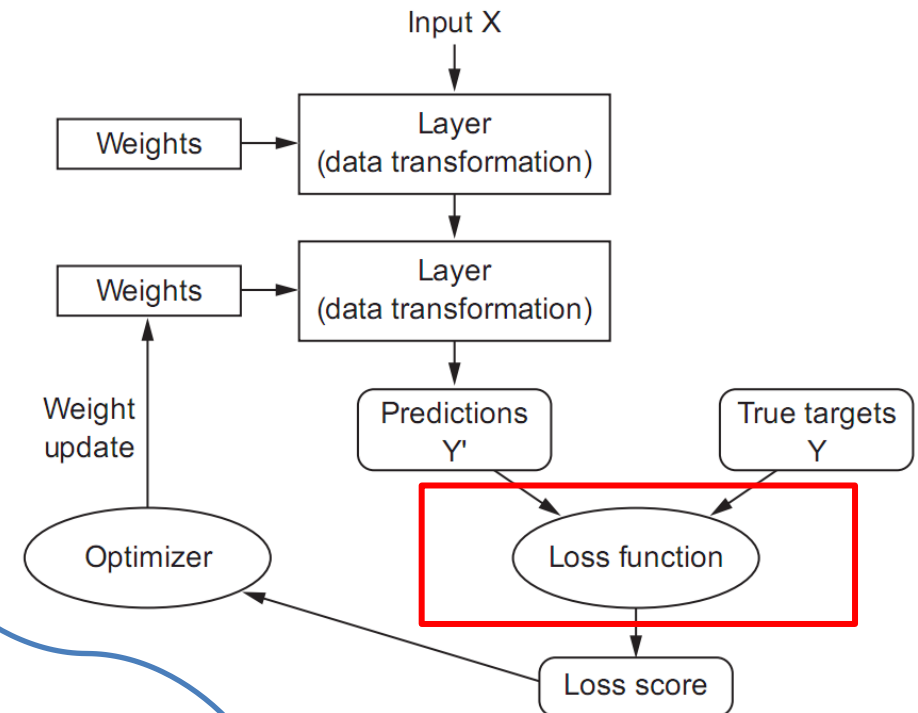 Input X
Weights
Layer
(data transformation)
Weights
Layer
(data transformation)
Weight
update
Predictions
Y'
True targets
Y
Optimizer
Loss function
Loss score